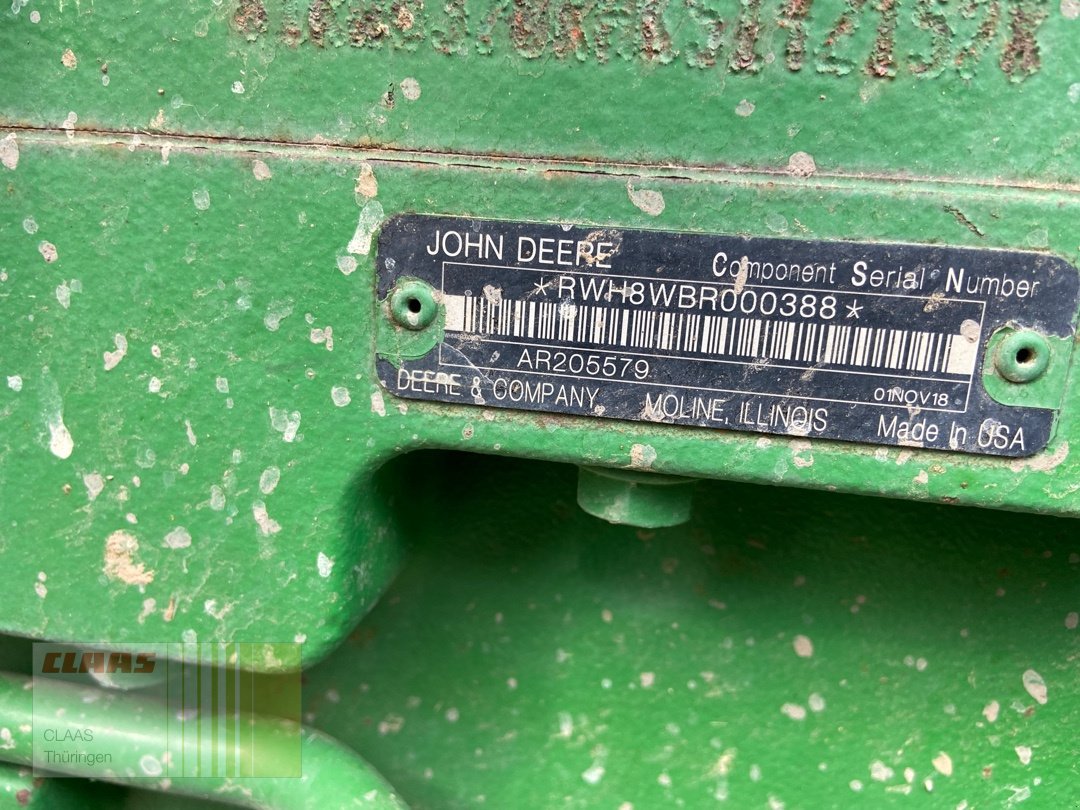 JOHN DEERE Component Serial Number
*RWH8WBR000388*
AR205579 01NOV18
DEERE & COMPANY MOLINE, ILLINOIS Made In USA
CLAAS
CLAAS
Thüringen